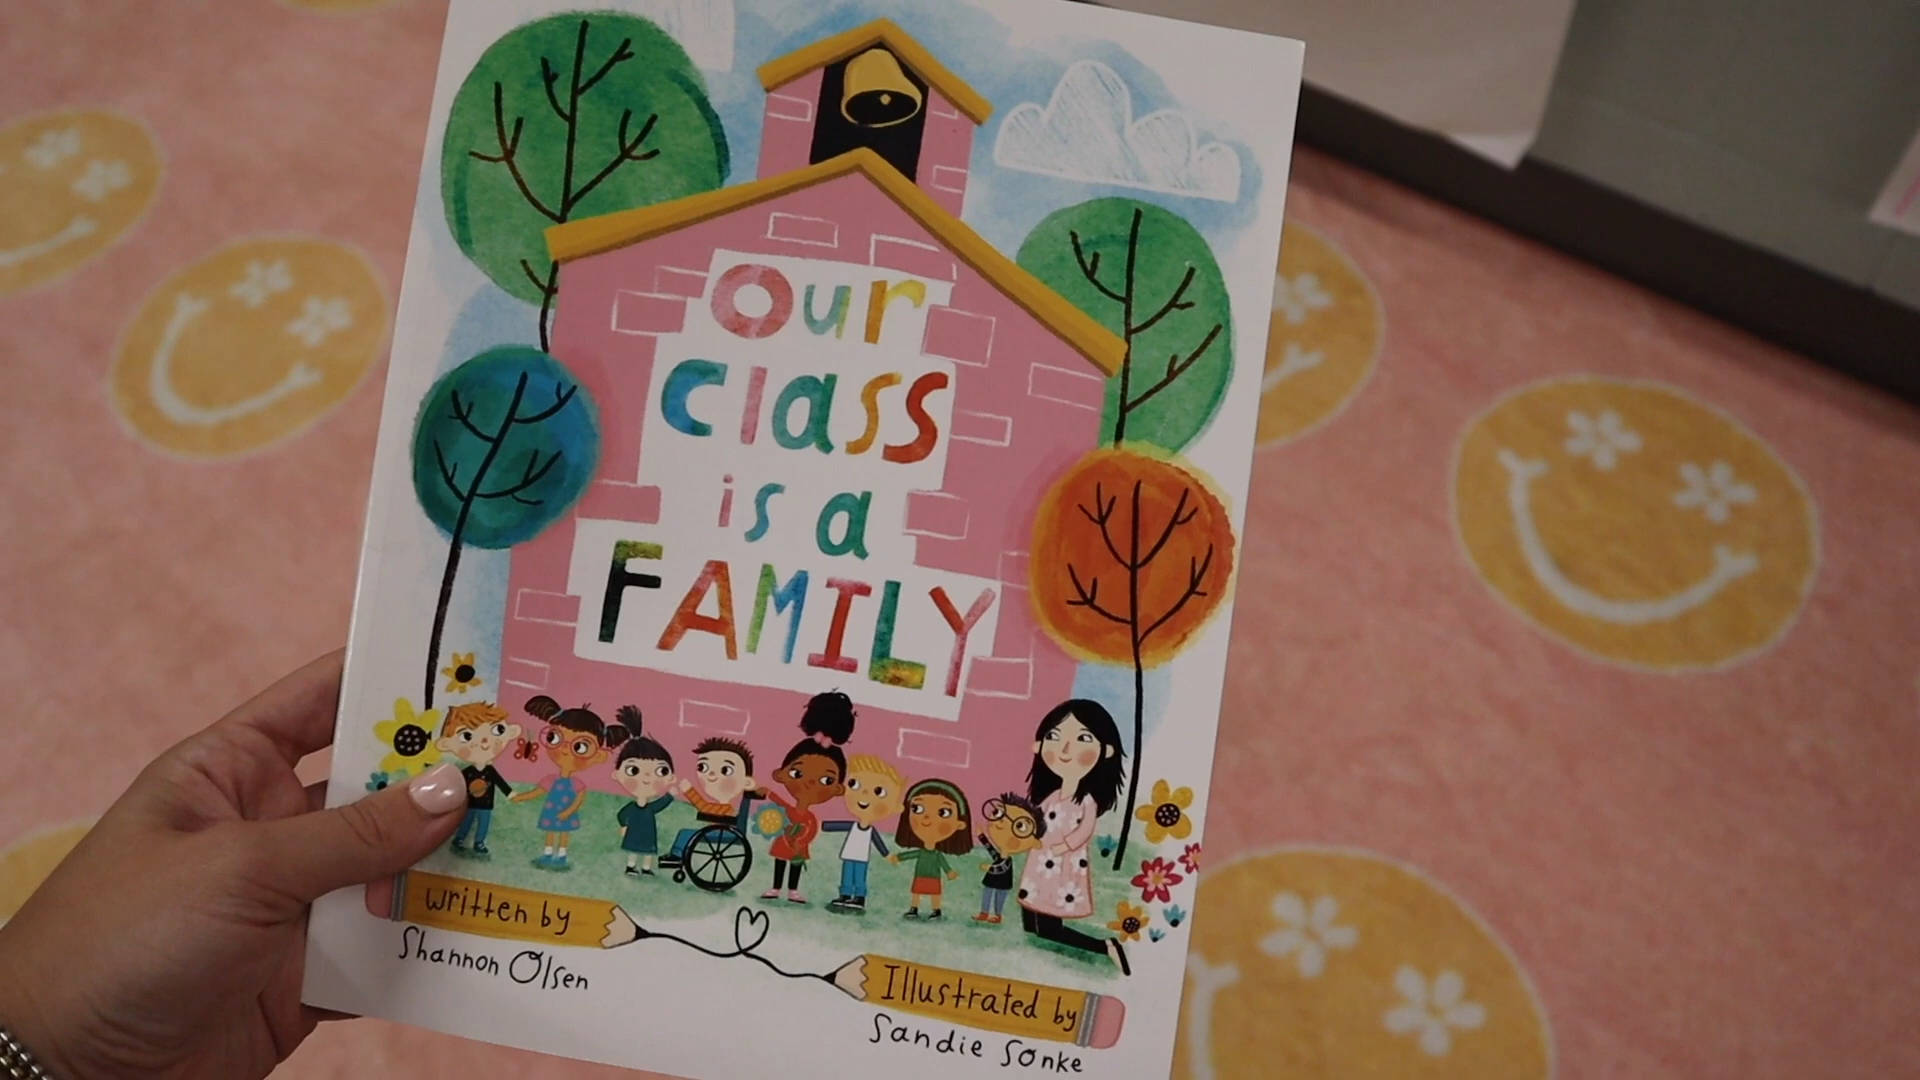 Our
class
is a
FAMILY
written by
Shannon Olsen
Illustrated by
Sandie Sonke